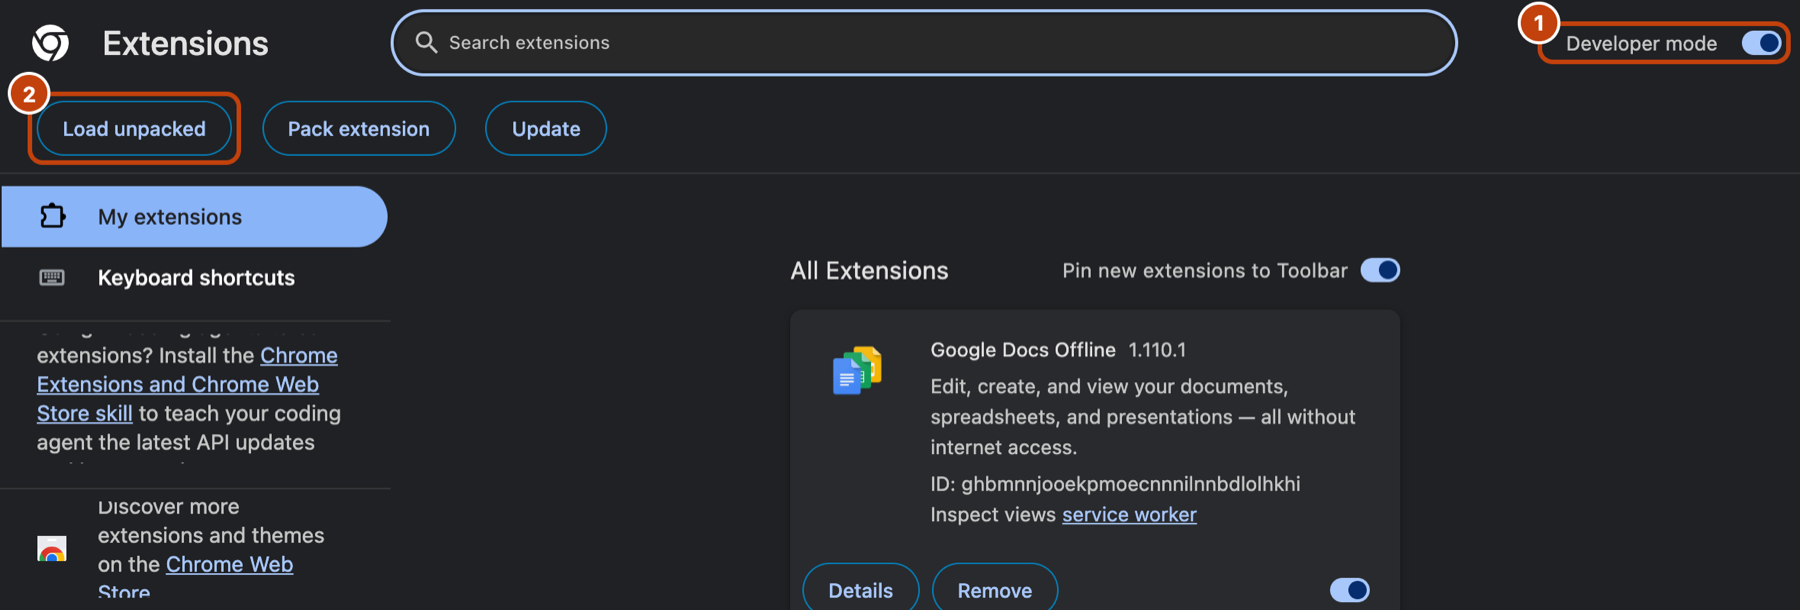 Extensions
Search extensions
1
Developer mode
2
Load unpacked
Pack extension
Update
My extensions
Keyboard shortcuts
extensions? Install the Chrome
Extensions and Chrome Web
Store skill to teach your coding
agent the latest API updates
Discover more
extensions and themes
on the Chrome Web
Store
All Extensions
Pin new extensions to Toolbar
Google Docs Offline 1.110.1
Edit, create, and view your documents,
spreadsheets, and presentations — all without
internet access.
ID: ghbmnnjooekpmoecnnnilnnbdlolhkhi
Inspect views service worker
Details
Remove